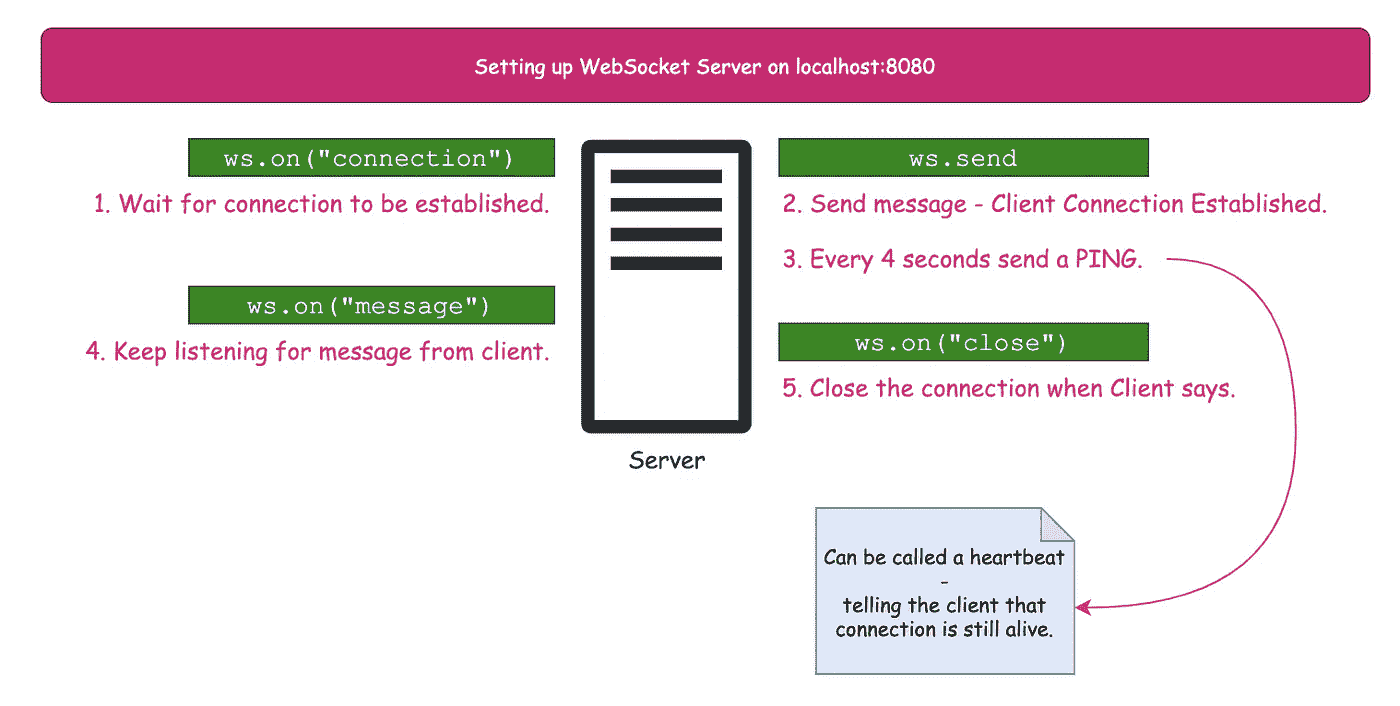 Setting up WebSocket Server on localhost:8080
ws.on("connection")
1. Wait for connection to be established.
ws.send
2. Send message - Client Connection Established.
3. Every 4 seconds send a PING.
ws.on("message")
4. Keep listening for message from client.
ws.on("close")
5. Close the connection when Client says.
Server
Can be called a heartbeat
-
telling the client that
connection is still alive.